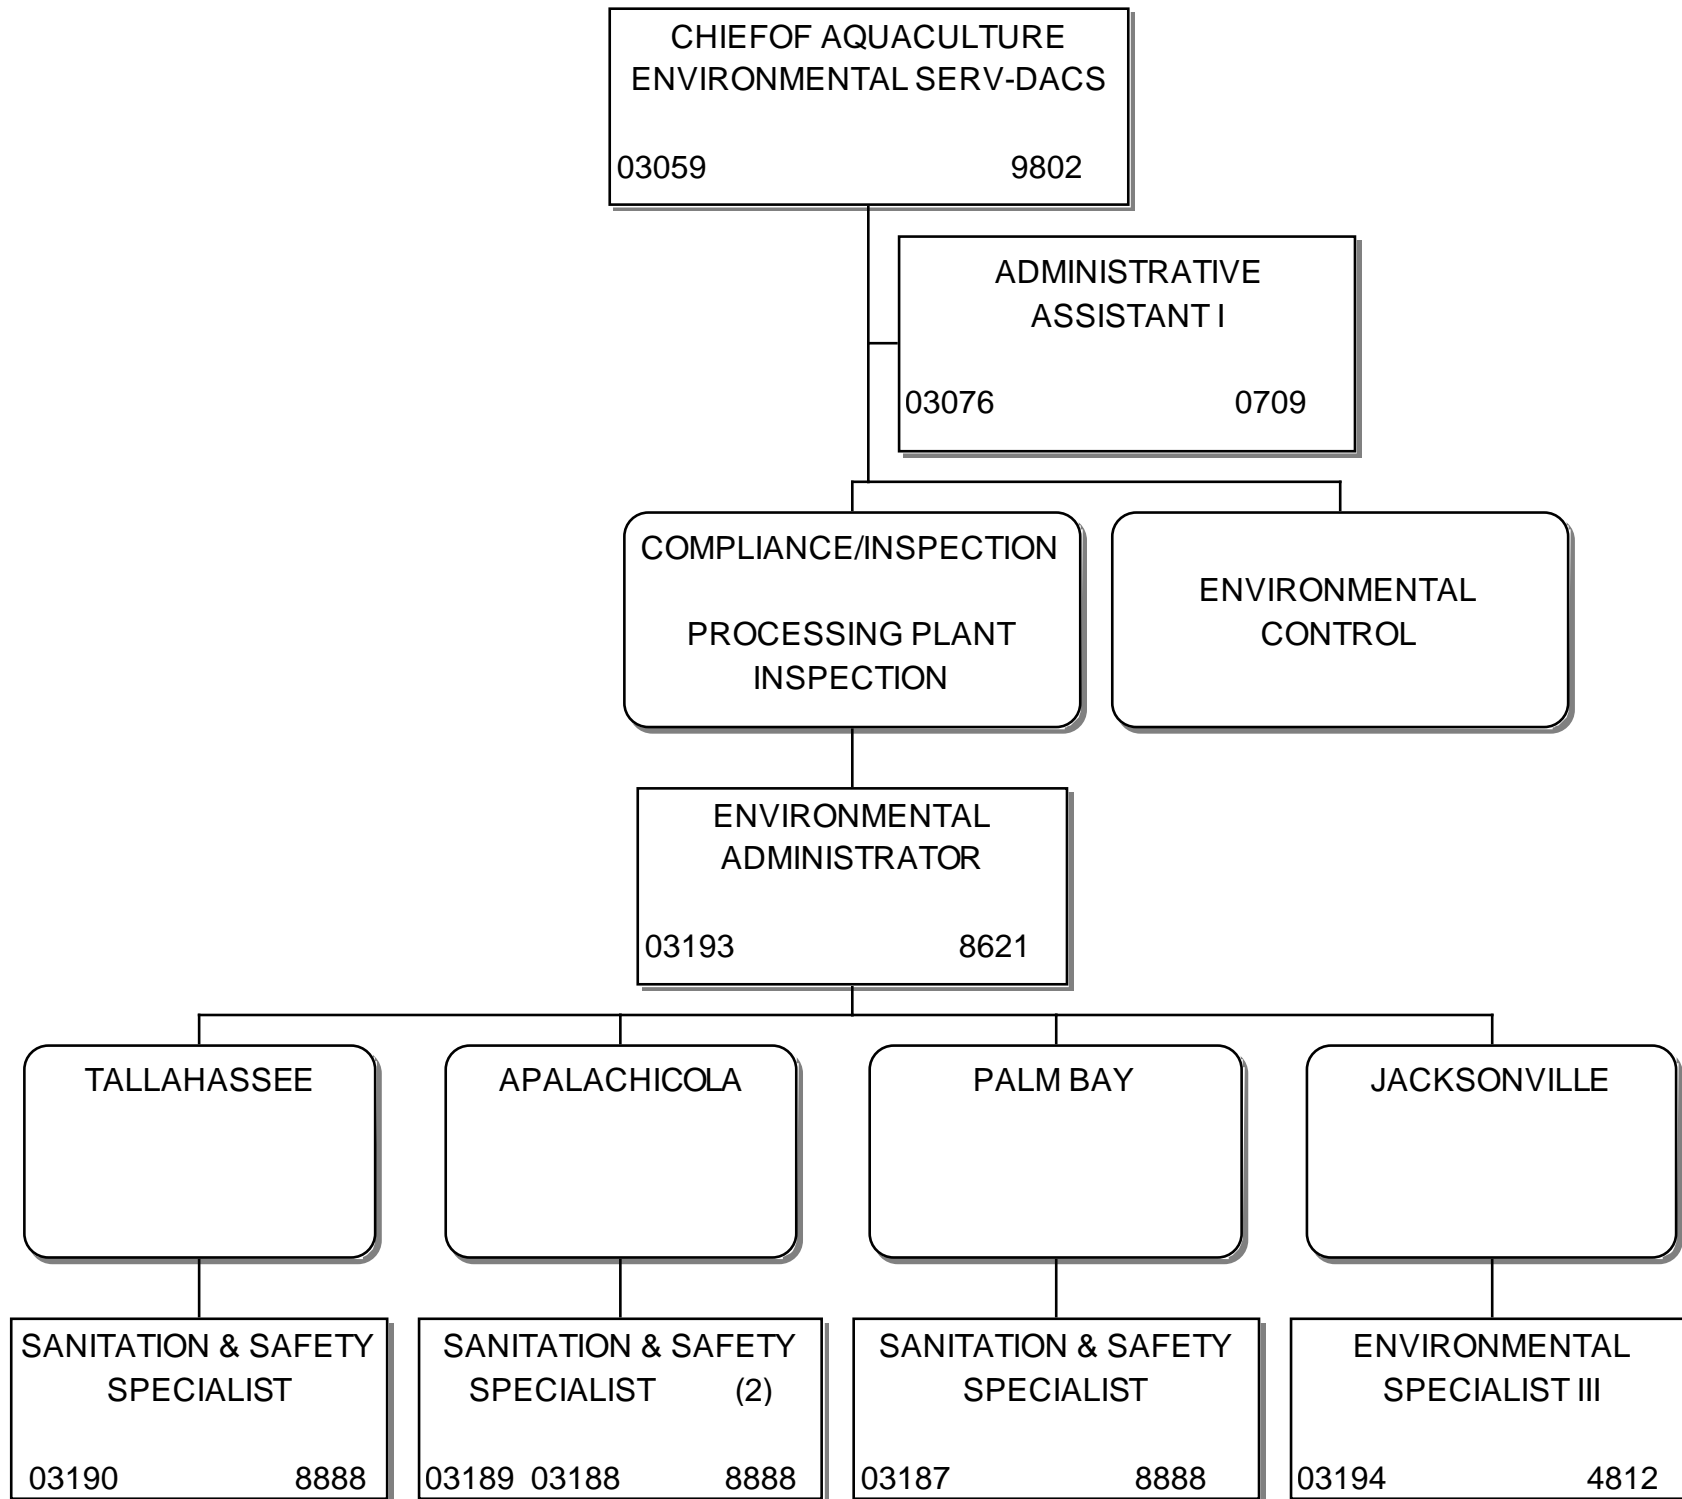 CHIEFOF AQUACULTURE
ENVIRONMENTAL SERV-DACS
03059 9802
ADMINISTRATIVE
ASSISTANT I
03076 0709
COMPLIANCE/INSPECTION
PROCESSING PLANT
INSPECTION
ENVIRONMENTAL
CONTROL
ENVIRONMENTAL
ADMINISTRATOR
03193 8621
TALLAHASSEE
APALACHICOLA
PALM BAY
JACKSONVILLE
SANITATION & SAFETY
SPECIALIST
03190 8888
SANITATION & SAFETY
SPECIALIST (2)
03189 03188 8888
SANITATION & SAFETY
SPECIALIST
03187 8888
ENVIRONMENTAL
SPECIALIST III
03194 4812